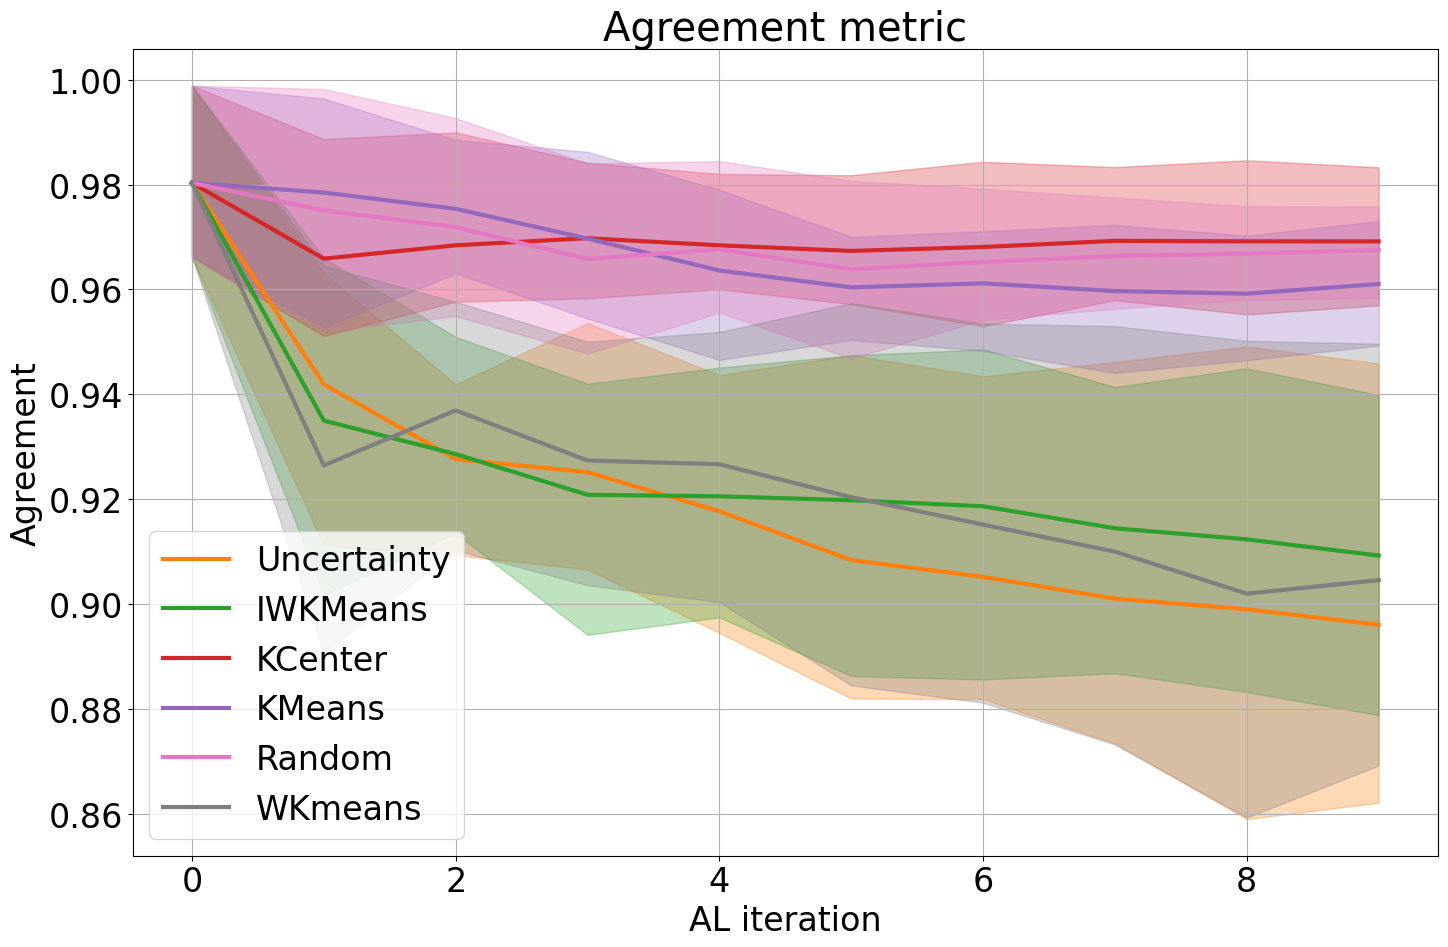 Agreement metric
1.00
0.98
0.96
0.94
0.92
0.90
0.88
0.86
Agreement
Uncertainty
IWKMeans
KCenter
KMeans
Random
WKmeans
0 2 4 6 8
AL iteration